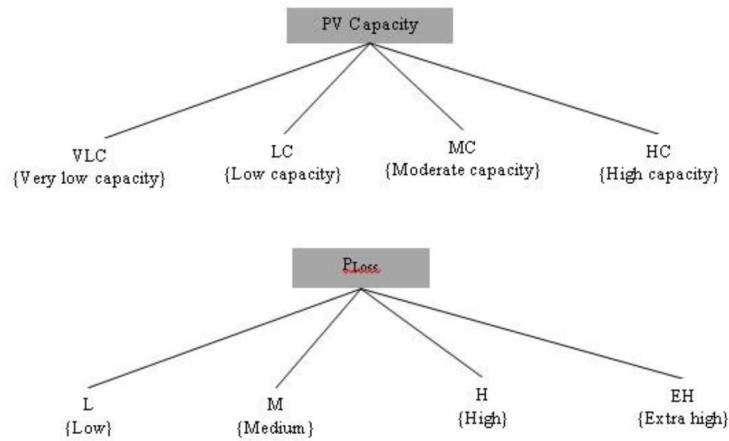 PV Capacity
VLC
{Very low capacity}
LC
{Low capacity}
MC
{Moderate capacity}
HC
{High capacity}
PLoss
L
{Low}
M
{Medium}
H
{High}
EH
{Extra high}